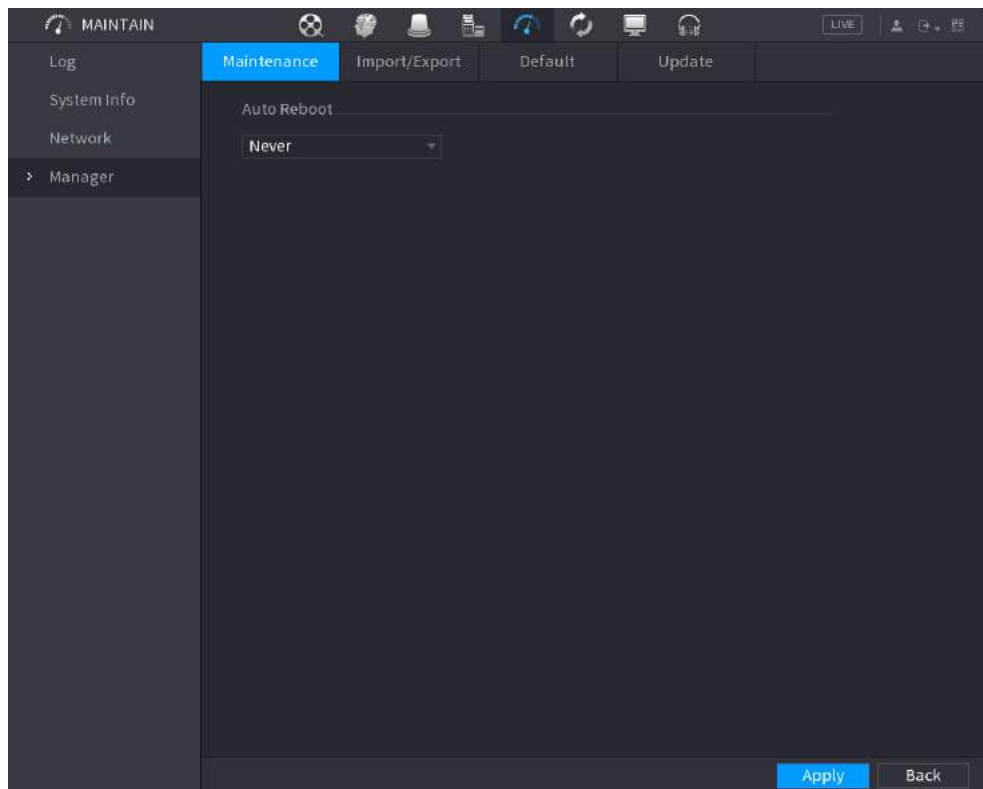 MAINTAIN
LIVE
Log
System Info
Network
Manager
Maintenance
Import/Export
Default
Update
Auto Reboot
Never
Apply
Back